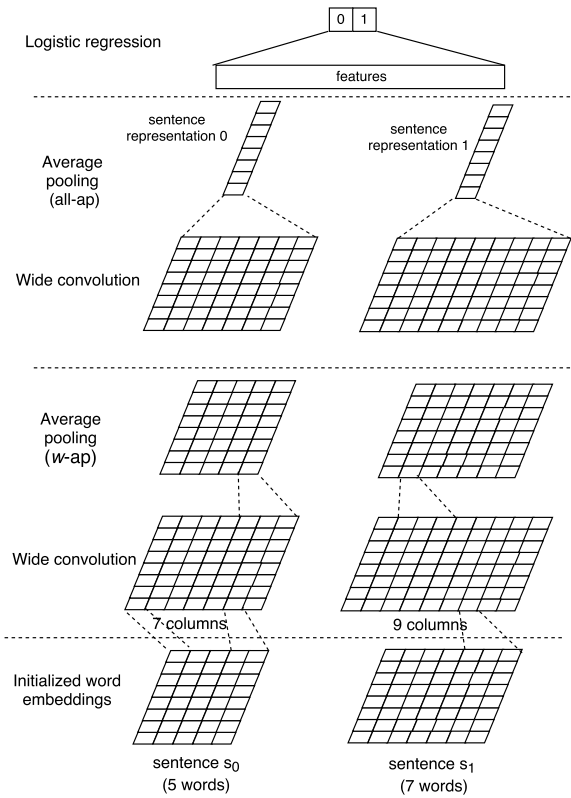 0 1
Logistic regression
features
sentence
representation 0
sentence
representation 1
Average
pooling
(all-ap)
Wide convolution
Average
pooling
(w-ap)
Wide convolution
7 columns
9 columns
Initialized word
embeddings
sentence s0
(5 words)
sentence s1
(7 words)